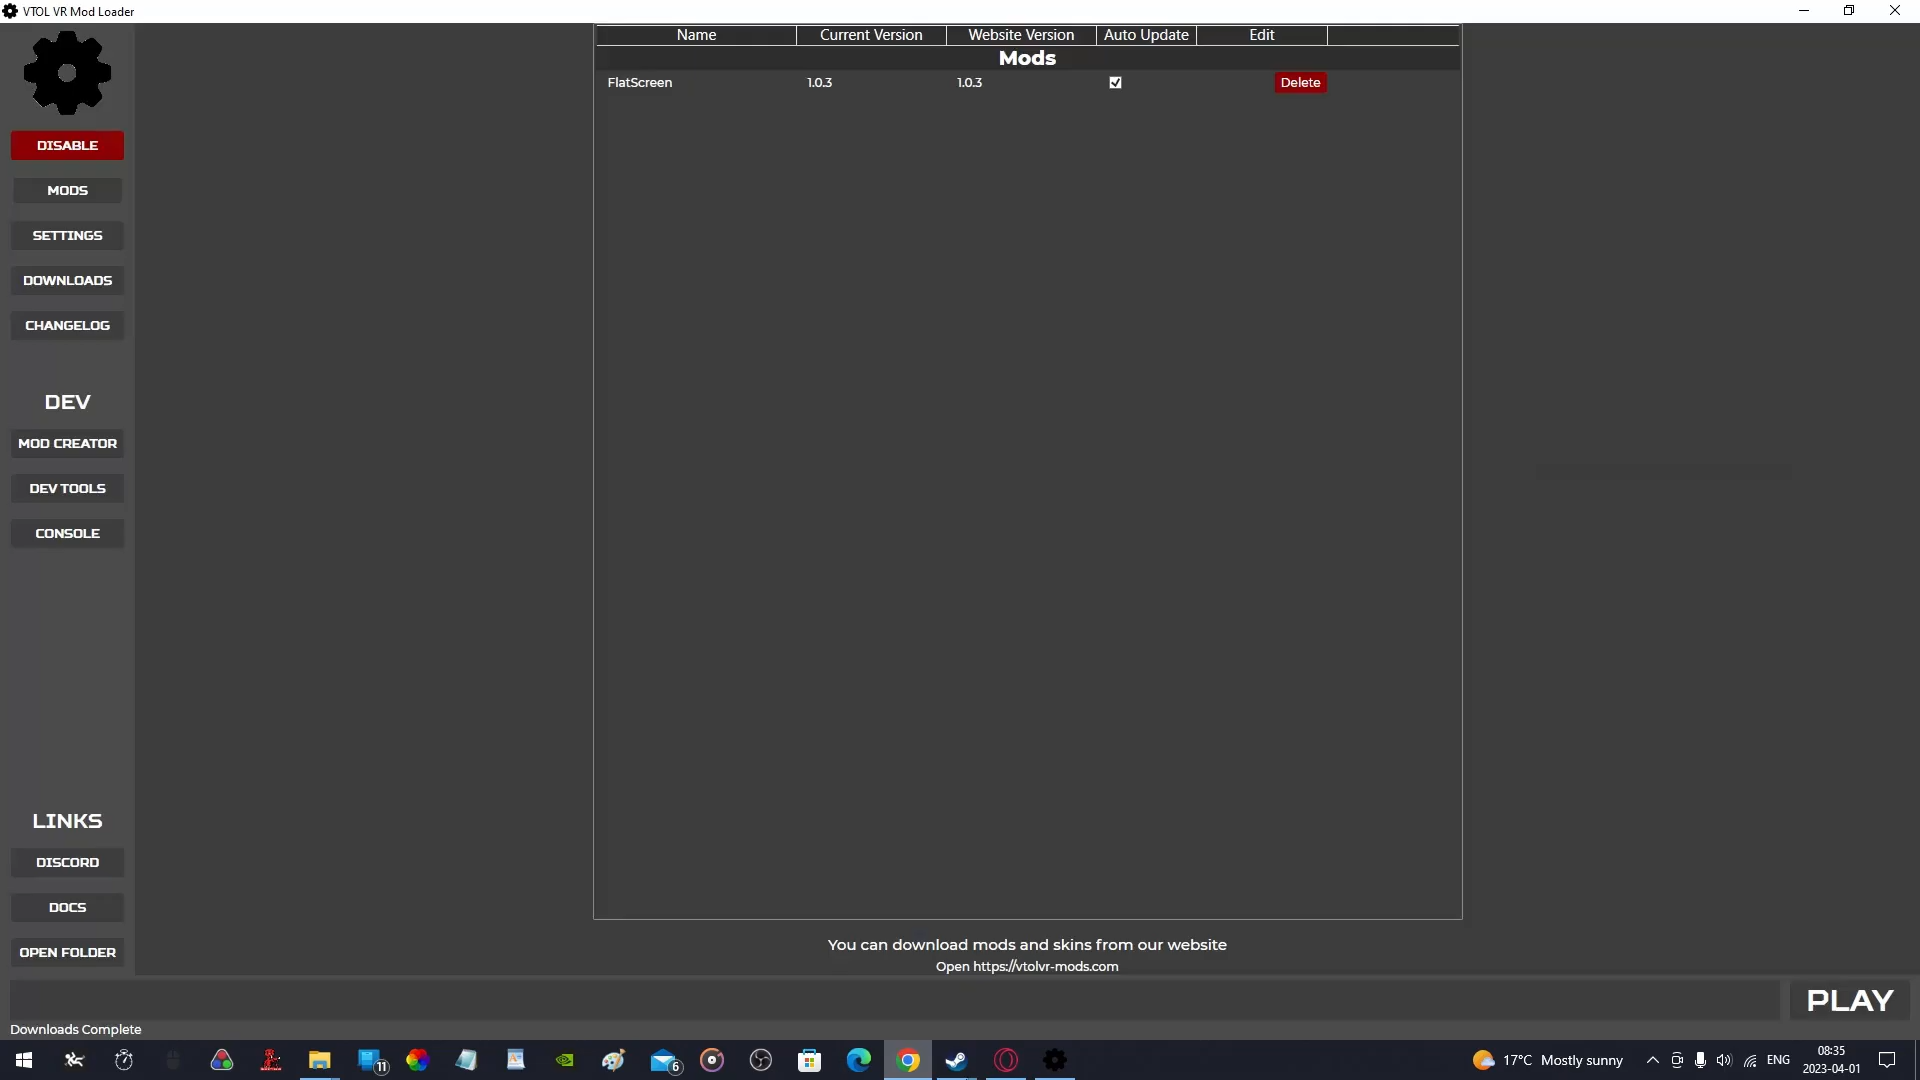 VTOL VR Mod Loader
DISABLE
MODS
SETTINGS
DOWNLOADS
CHANGELOG
DEV
MOD CREATOR
DEV TOOLS
CONSOLE
LINKS
DISCORD
DOCS
OPEN FOLDER
Name Current Version Website Version Auto Update Edit
Mods
FlatScreen 1.0.3 1.0.3 Delete
You can download mods and skins from our website
Open https://vtolvr-mods.com
PLAY
Downloads Complete
11
6
17°C Mostly sunny
ENG
08:35
2023-04-01